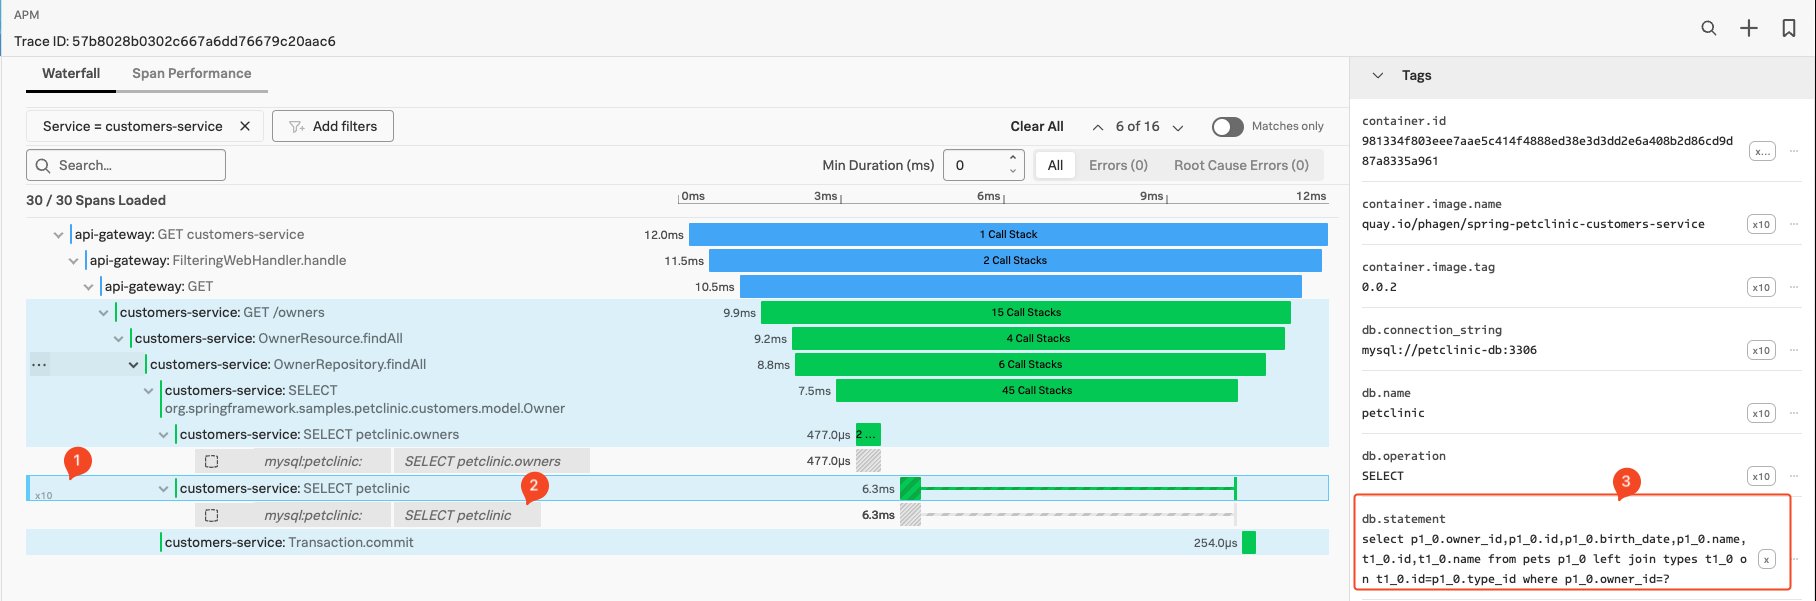 APM
Trace ID: 57b8028b0302c667a6dd76679c20aac6
Waterfall
Span Performance
Service = customers-service
Add filters
Clear All
6 of 16
Matches only
Search...
Min Duration (ms)
0
All
Errors (0)
Root Cause Errors (0)
30 / 30 Spans Loaded
0ms
3ms
6ms
9ms
12ms
api-gateway: GET customers-service
12.0ms
1 Call Stack
api-gateway: FilteringWebHandler.handle
11.5ms
2 Call Stacks
api-gateway: GET
10.5ms
customers-service: GET /owners
9.9ms
15 Call Stacks
customers-service: OwnerResource.findAll
9.2ms
4 Call Stacks
customers-service: OwnerRepository.findAll
8.8ms
6 Call Stacks
customers-service: SELECT
org.springframework.samples.petclinic.customers.model.Owner
7.5ms
45 Call Stacks
customers-service: SELECT petclinic.owners
477.0µs
2 ...
mysql:petclinic:
SELECT petclinic.owners
477.0µs
1
x10
customers-service: SELECT petclinic
2
6.3ms
mysql:petclinic:
SELECT petclinic
6.3ms
customers-service: Transaction.commit
254.0µs
Tags
container.id
981334f803eee7aae5c414f4888ed38e3d3dd2e6a408b2d86cd9d
87a8335a961
x...
container.image.name
quay.io/phagen/spring-petclinic-customers-service
x10
container.image.tag
0.0.2
x10
db.connection_string
mysql://petclinic-db:3306
x10
db.name
petclinic
x10
db.operation
SELECT
x10
3
db.statement
select p1_0.owner_id,p1_0.id,p1_0.birth_date,p1_0.name,
t1_0.id,t1_0.name from pets p1_0 left join types t1_0 o
n t1_0.id=p1_0.type_id where p1_0.owner_id=?
x